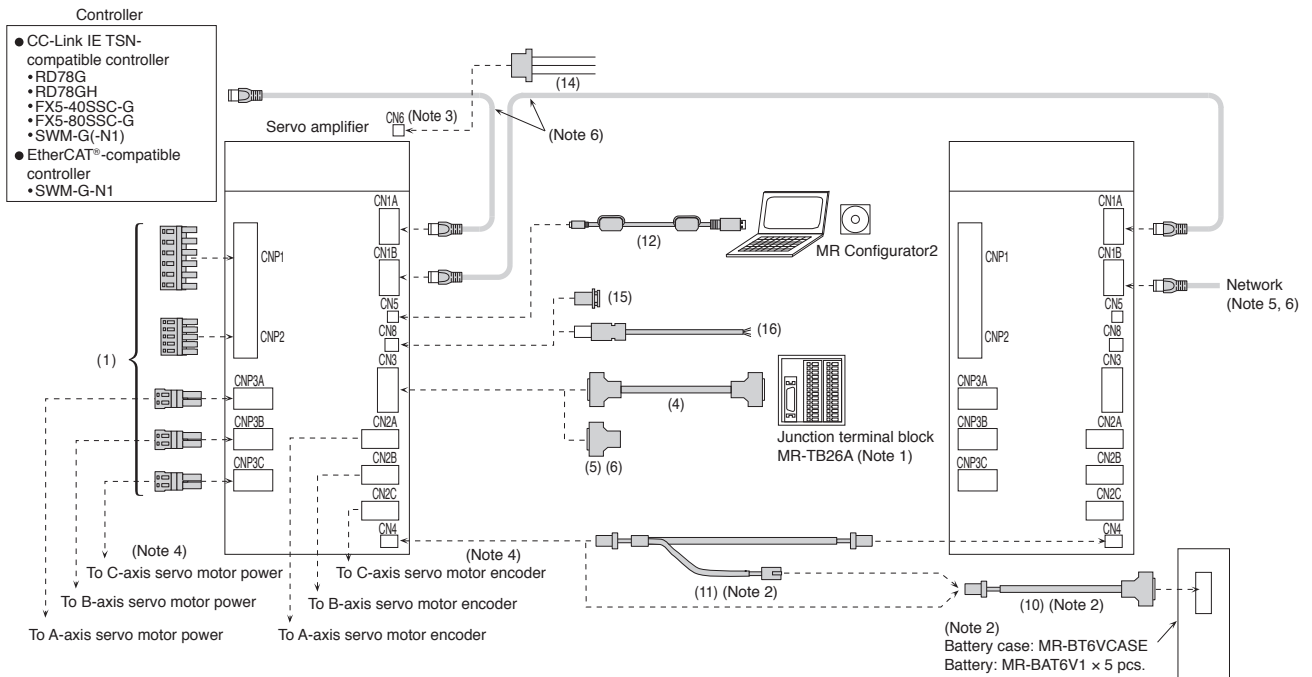 Controller
● CC-Link IE TSN-
compatible controller
•RD78G
•RD78GH
•FX5-40SSC-G
•FX5-80SSC-G
•SWM-G(-N1)
● EtherCAT®-compatible
controller
•SWM-G-N1
(14)
CN6 (Note 3)
Servo amplifier
(Note 6)
CN1A
CN1B
CN5
CN8
CN3
CN2A
CN2B
CN2C
CN4
CNP1
CNP2
CNP3A
CNP3B
CNP3C
(1)
(12)
MR Configurator2
(15)
(16)
(4)
Junction terminal block
MR-TB26A (Note 1)
(5) (6)
CN1A
CN1B
CN5
CN8
CN3
CN2A
CN2B
CN2C
CN4
CNP1
CNP2
CNP3A
CNP3B
CNP3C
Network
(Note 5, 6)
(Note 4)
To C-axis servo motor power
To B-axis servo motor power
To A-axis servo motor power
(Note 4)
To C-axis servo motor encoder
To B-axis servo motor encoder
To A-axis servo motor encoder
(11) (Note 2)
(10) (Note 2)
(Note 2)
Battery case: MR-BT6VCASE
Battery: MR-BAT6V1 × 5 pcs.